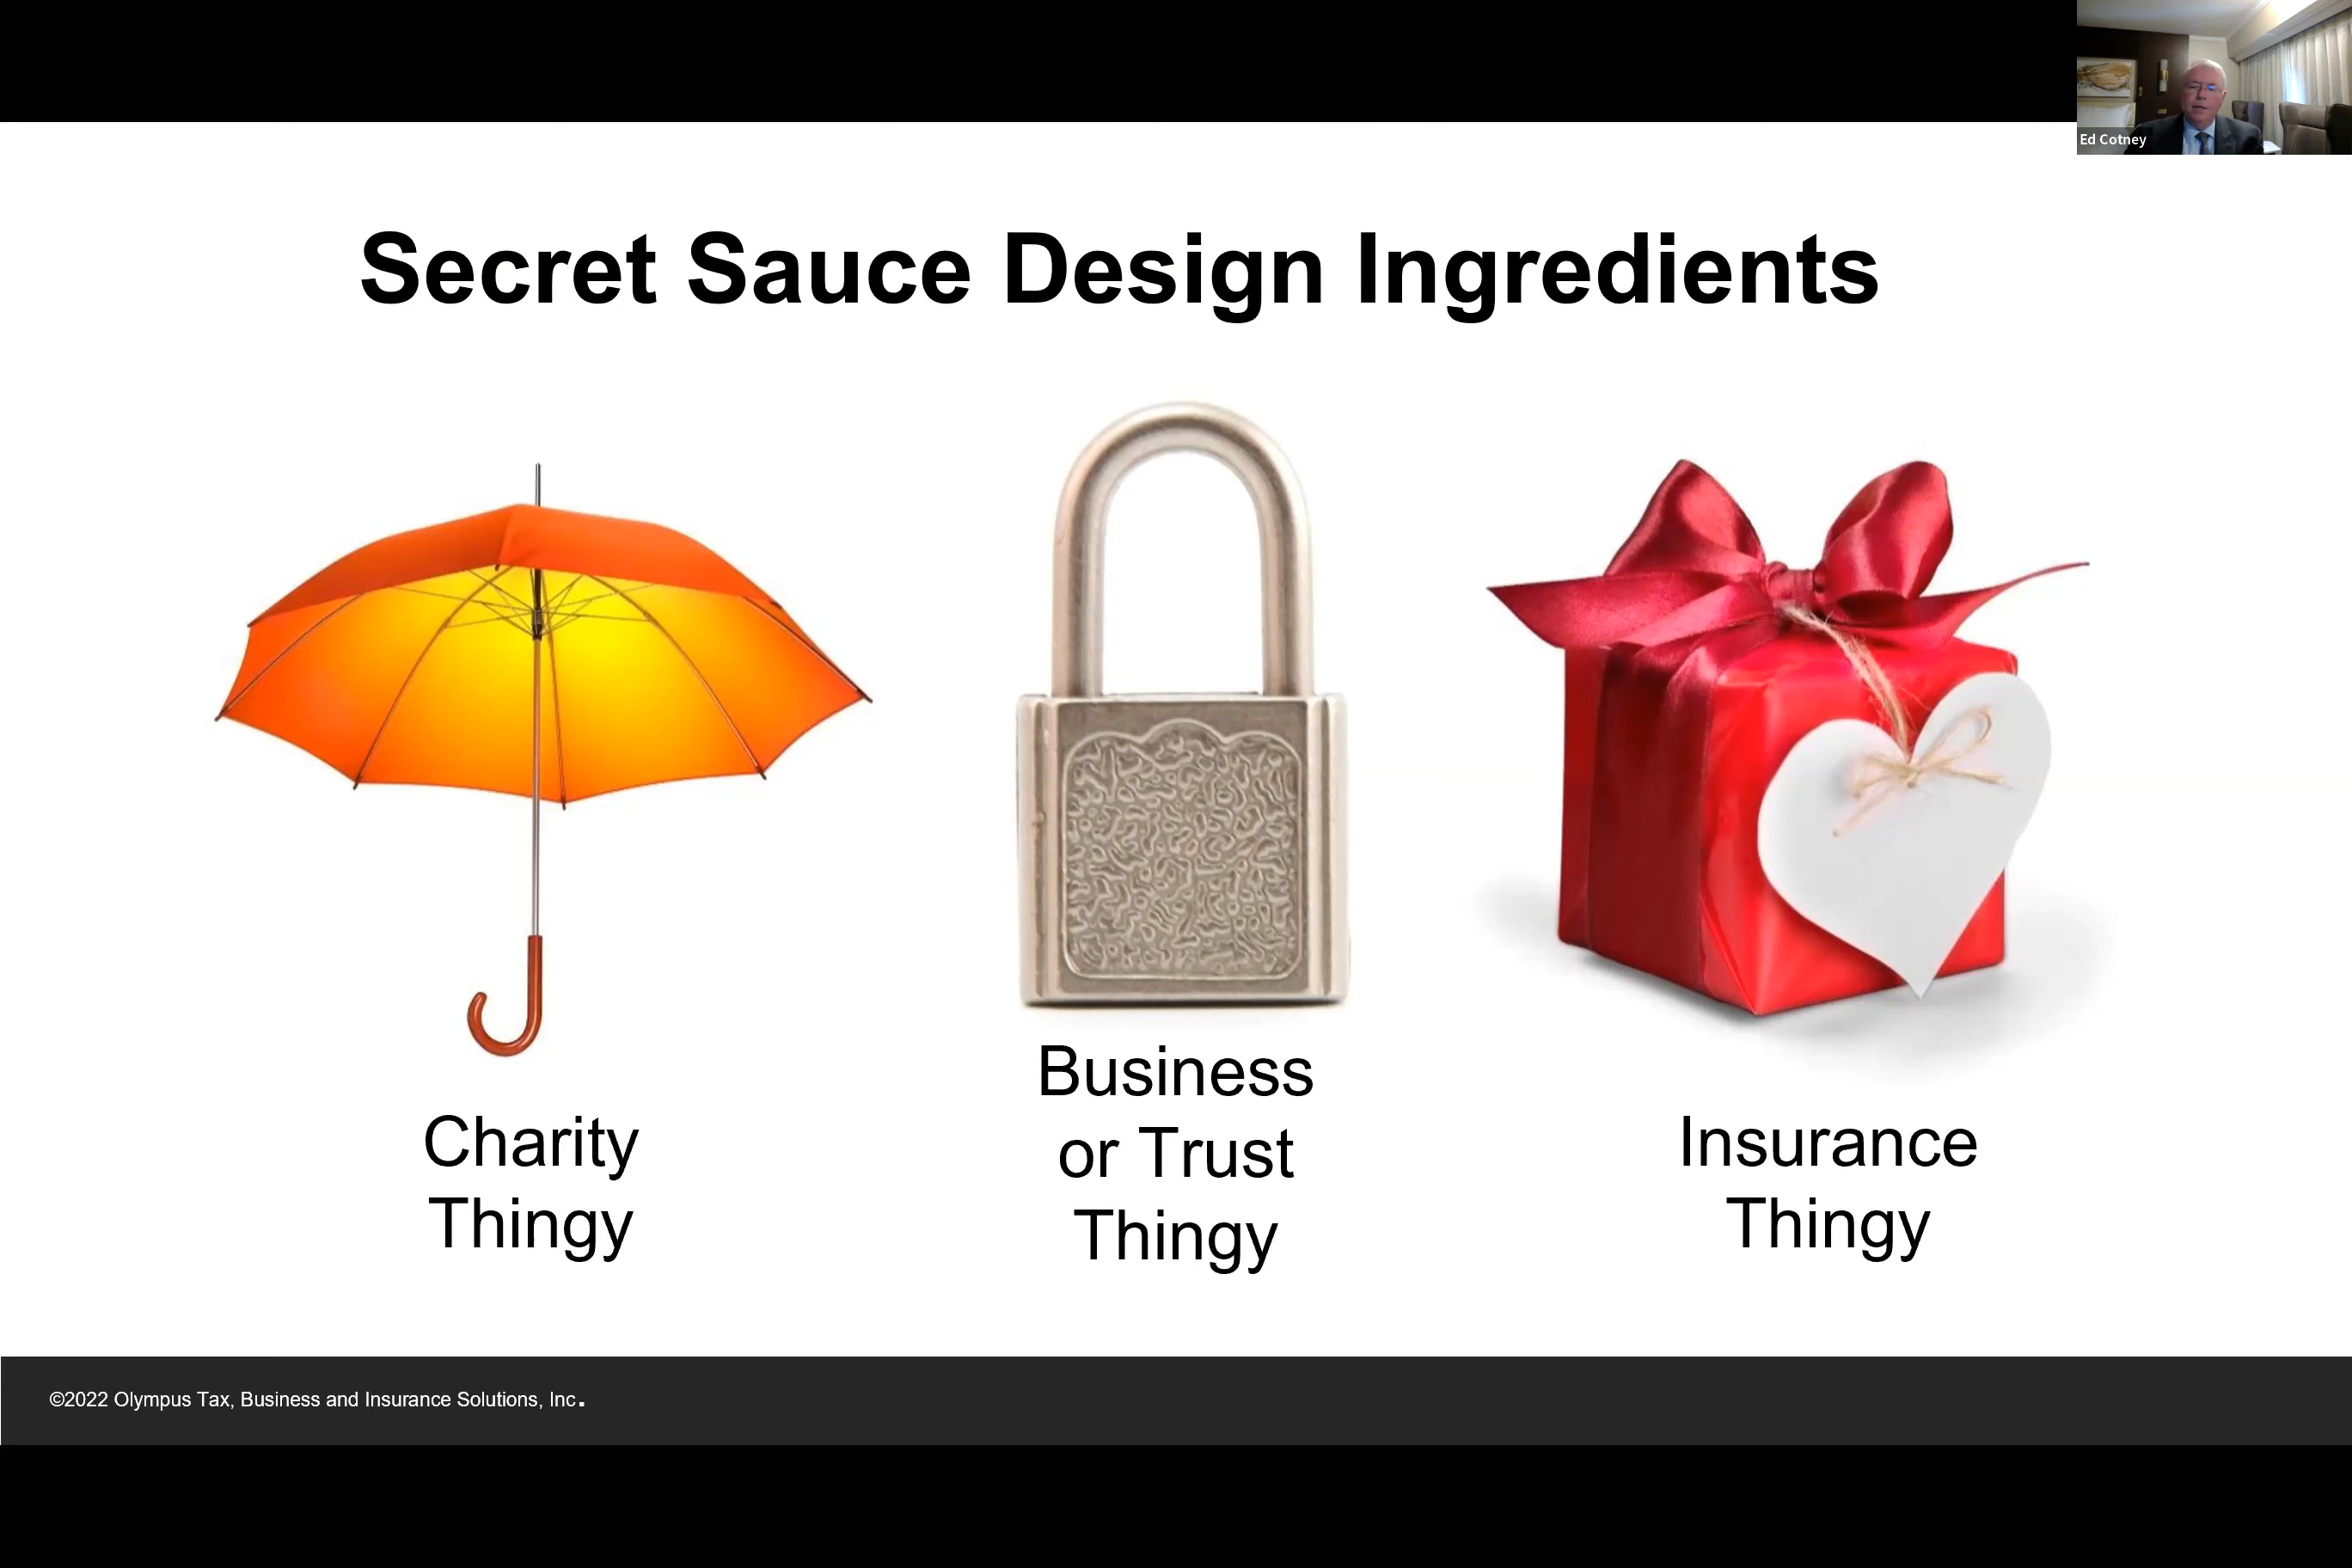 Ed Cotney
Secret Sauce Design Ingredients
Charity
Thingy
Business
or Trust
Thingy
Insurance
Thingy
©2022 Olympus Tax, Business and Insurance Solutions, Inc.